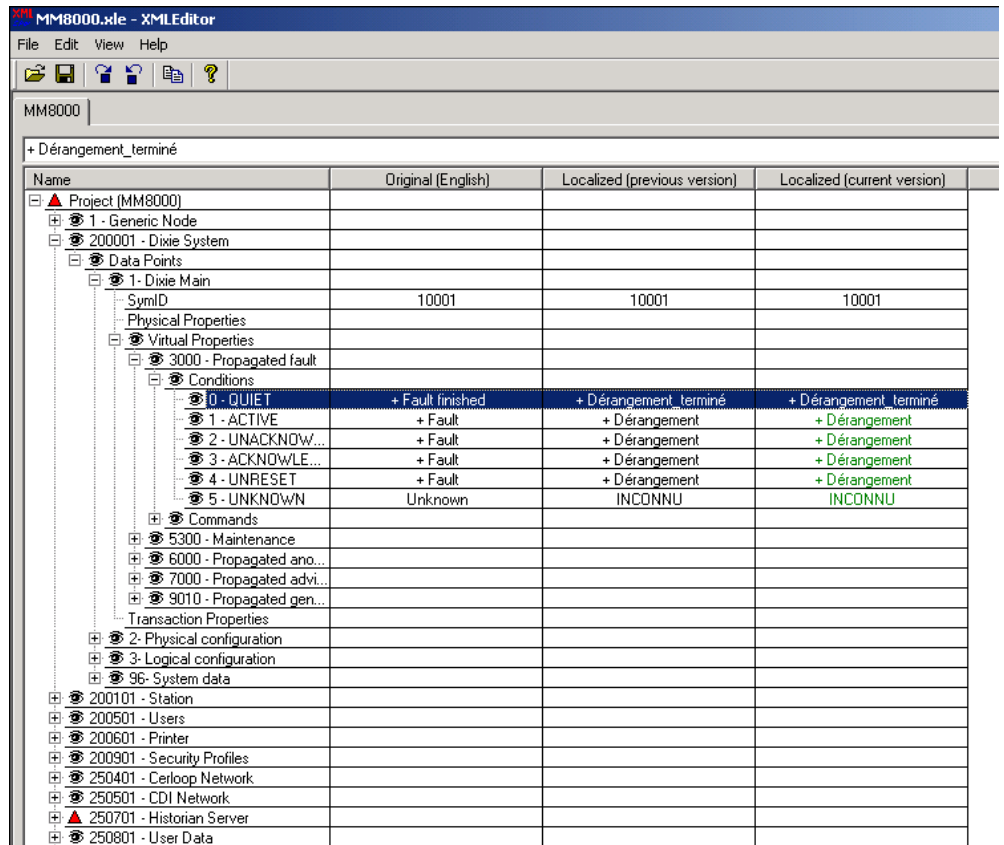 XML MM8000.xle - XMLEditor
File Edit View Help
MM8000
+ Dérangement_terminé
Name Original (English) Localized (previous version) Localized (current version)
Project (MM8000)
1 - Generic Node
200001 - Dixie System
Data Points
1- Dixie Main
SymID 10001 10001 10001
Physical Properties
Virtual Properties
3000 - Propagated fault
Conditions
0 - QUIET + Fault finished + Dérangement_terminé + Dérangement_terminé
1 - ACTIVE + Fault + Dérangement + Dérangement
2 - UNACKNOW... + Fault + Dérangement + Dérangement
3 - ACKNOWLE... + Fault + Dérangement + Dérangement
4 - UNRESET + Fault + Dérangement + Dérangement
5 - UNKNOWN Unknown INCONNU INCONNU
Commands
5300 - Maintenance
6000 - Propagated ano...
7000 - Propagated advi...
9010 - Propagated gen...
Transaction Properties
2- Physical configuration
3- Logical configuration
96- System data
200101 - Station
200501 - Users
200601 - Printer
200901 - Security Profiles
250401 - Cerloop Network
250501 - CDI Network
250701 - Historian Server
250801 - User Data